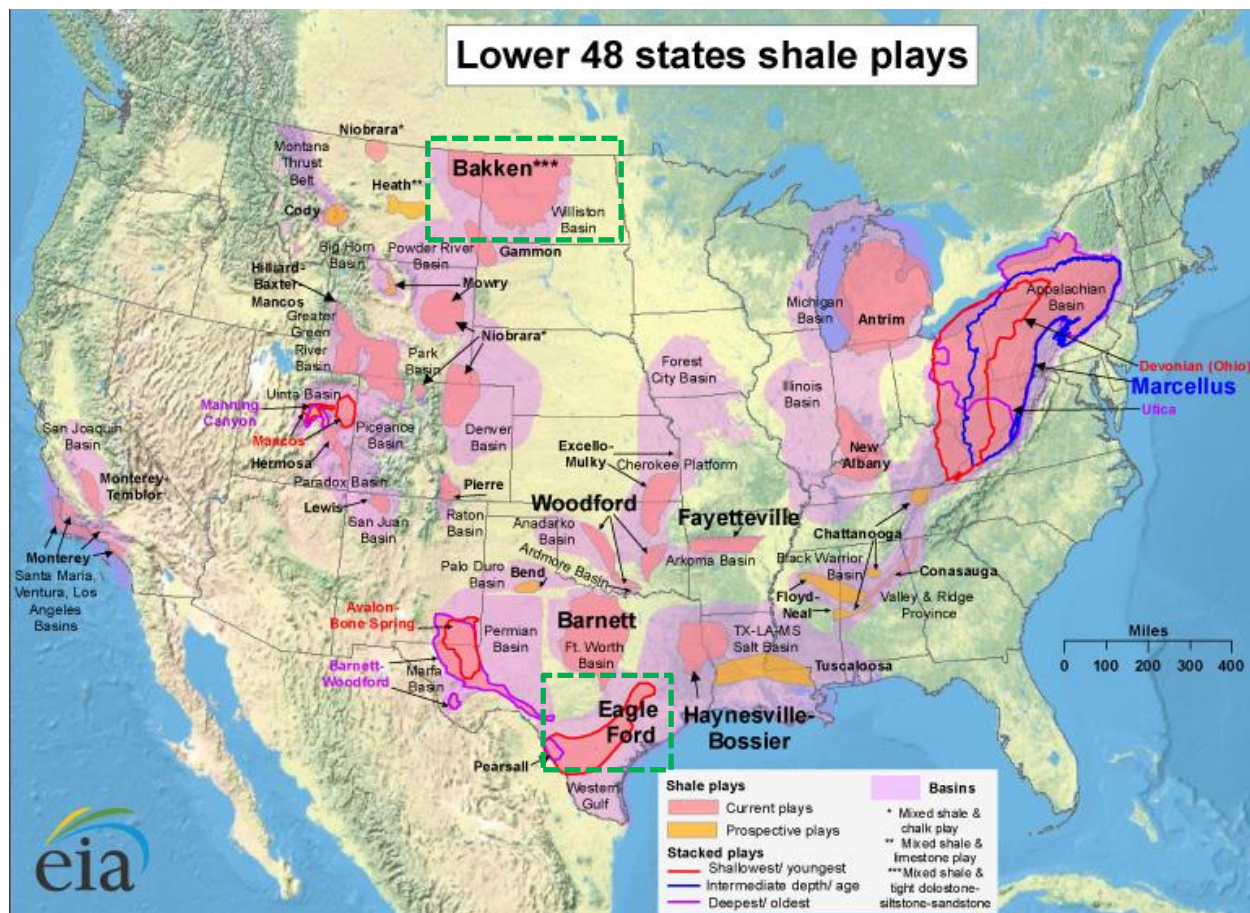 Lower 48 states shale plays
Niobrara*
Montana
Thrust
Belt
Bakken***
Heath**
Cody
Williston
Basin
Big Horn
Basin
Powder River
Basin
Gammon
Hilliard-
Baxter-
Mancos
Mowry
Greater
Green
River
Basin
Niobrara*
Park
Basin
Michigan
Basin
Antrim
Appalachian
Basin
Devonian (Ohio)
Marcellus
Utica
Forest
City Basin
Illinois
Basin
Uinta Basin
Manning
Canyon
Mancos
Piceance
Basin
Denver
Basin
San Joaquin
Basin
Hermosa
Excello-
Mulky
Cherokee Platform
New
Albany
Monterey-
Temblor
Paradox Basin
Pierre
Lewis
San Juan
Basin
Raton
Basin
Woodford
Anadarko
Basin
Fayetteville
Chattanooga
Monterey
Santa Maria,
Ventura, Los
Angeles
Basins
Palo Duro
Basin
Bend
Ardmore Basin
Arkoma Basin
Black Warrior
Basin
Conasauga
Floyd-
Neal
Valley & Ridge
Province
Avalon-
Bone Spring
Permian
Basin
Barnett
Ft. Worth
Basin
TX-LA-MS
Salt Basin
Tuscaloosa
Miles
0 100 200 300 400
Barnett-
Woodford
Marfa
Basin
Eagle
Ford
Haynesville-
Bossier
Pearsall
Western
Gulf
Shale plays
Current plays
Prospective plays
Stacked plays
Shallowest/ youngest
Intermediate depth/ age
Deepest/ oldest
Basins
* Mixed shale &
chalk play
** Mixed shale &
limestone play
***Mixed shale &
tight dolostone-
siltstone-sandstone
eia